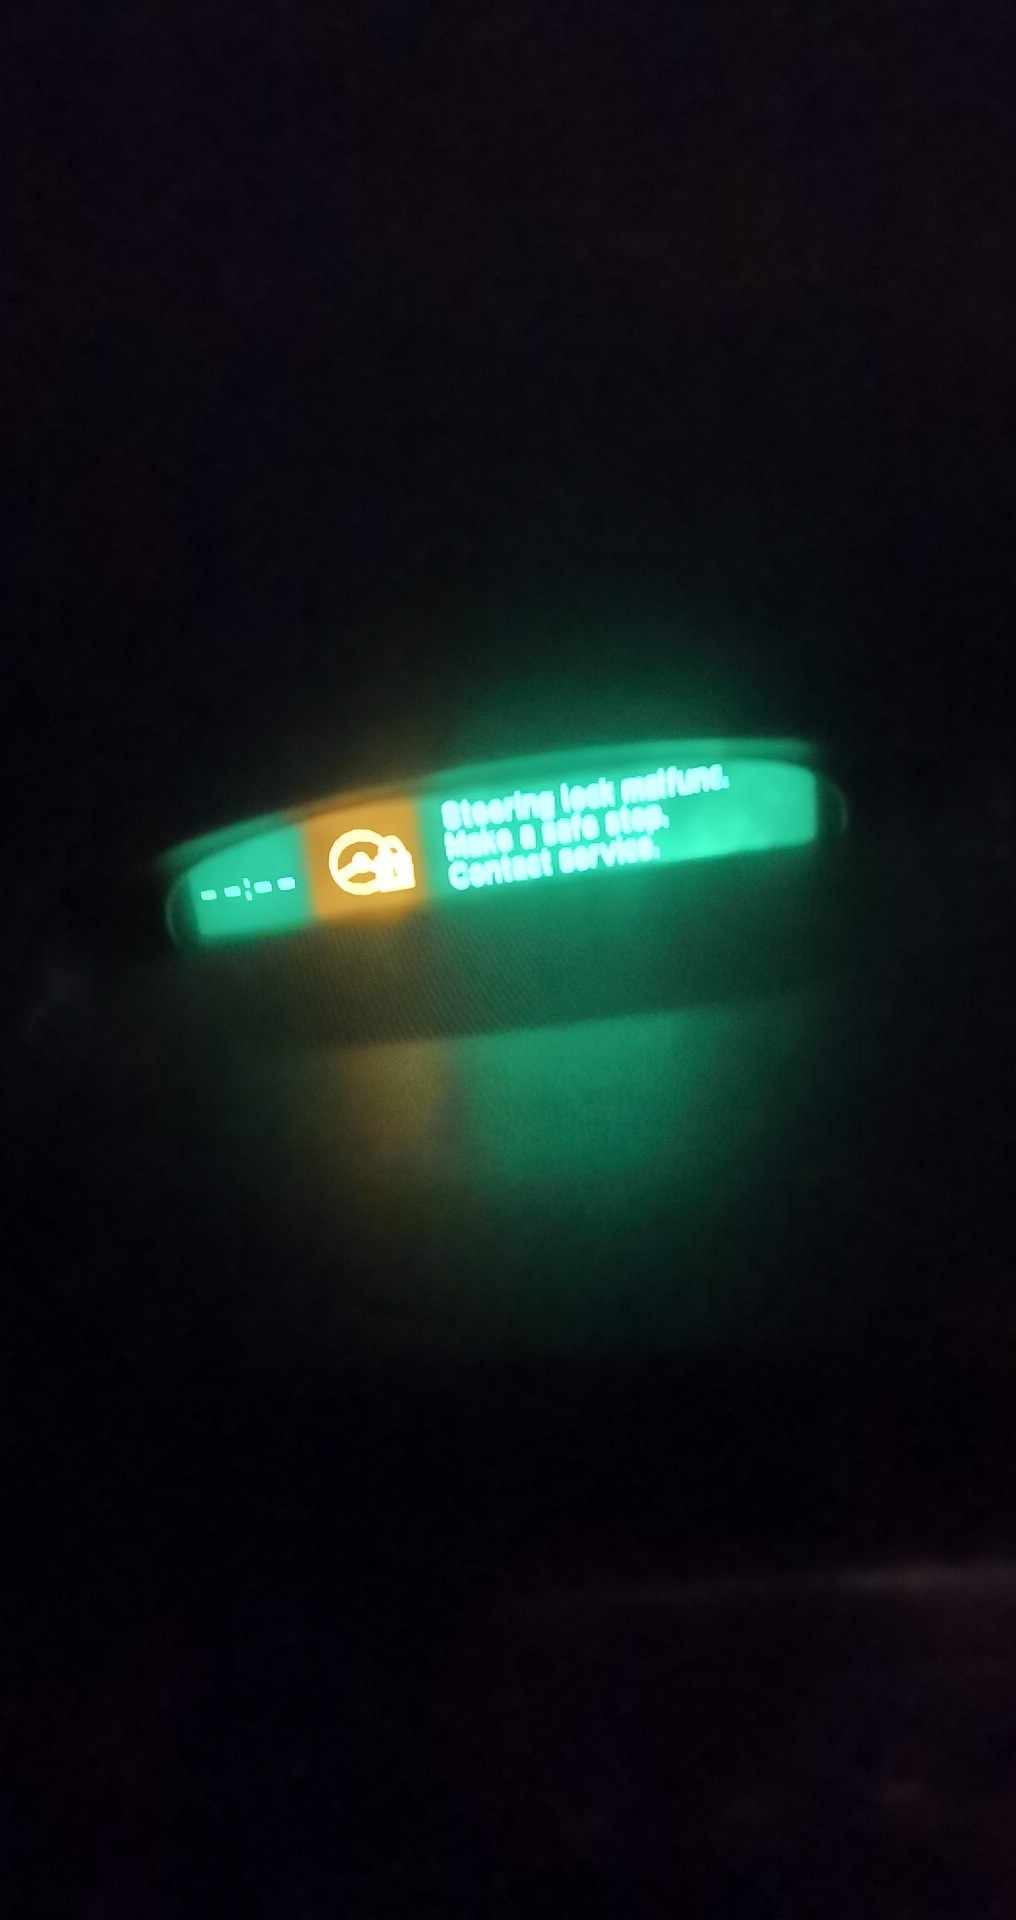 --:--
Steering lock malfunc.
Make a safe stop.
Contact service.